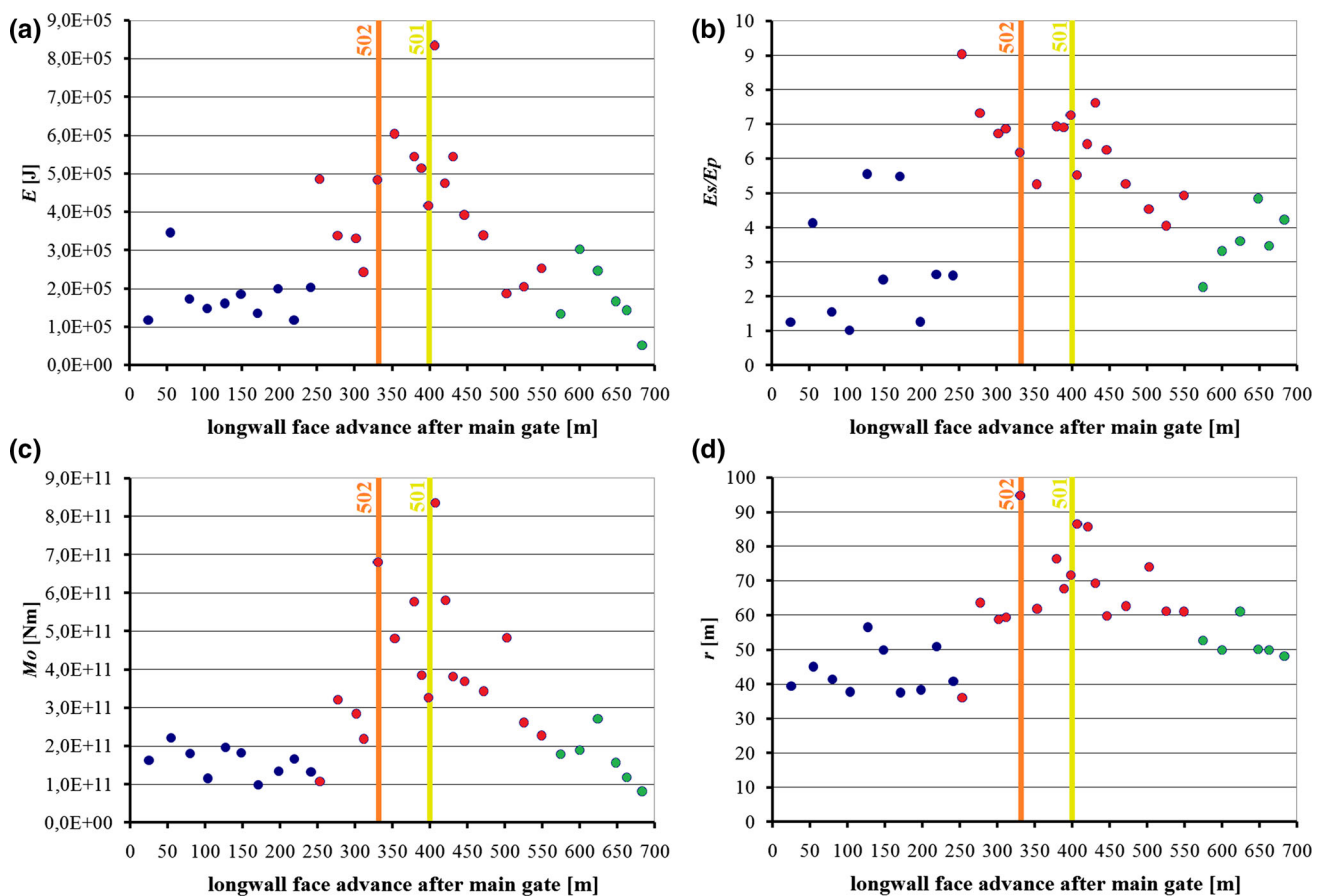 (a)
9,0E+05
8,0E+05
7,0E+05
6,0E+05
5,0E+05
4,0E+05
3,0E+05
2,0E+05
1,0E+05
0,0E+00
E [J]
502
501
0 50 100 150 200 250 300 350 400 450 500 550 600 650 700
longwall face advance after main gate [m]
(b)
10
9
8
7
6
5
4
3
2
1
0
Es/Ep
502
501
0 50 100 150 200 250 300 350 400 450 500 550 600 650 700
longwall face advance after main gate [m]
(c)
9,0E+11
8,0E+11
7,0E+11
6,0E+11
5,0E+11
4,0E+11
3,0E+11
2,0E+11
1,0E+11
0,0E+00
Mo [Nm]
502
501
0 50 100 150 200 250 300 350 400 450 500 550 600 650 700
longwall face advance after main gate [m]
(d)
100
90
80
70
60
50
40
30
20
10
0
r [m]
502
501
0 50 100 150 200 250 300 350 400 450 500 550 600 650 700
longwall face advance after main gate [m]